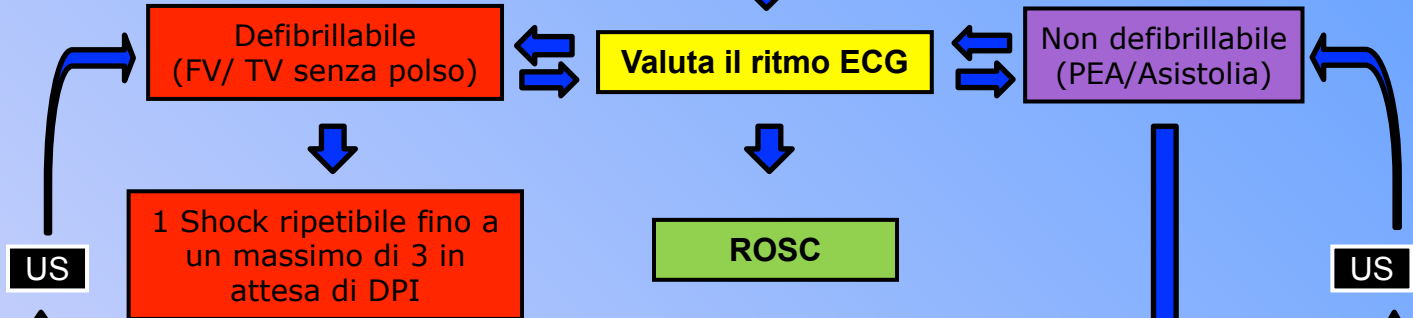 Defibrillabile
(FV/ TV senza polso)
Valuta il ritmo ECG
Non defibrillabile
(PEA/Asistolia)
1 Shock ripetibile fino a
un massimo di 3 in
attesa di DPI
ROSC
US
US